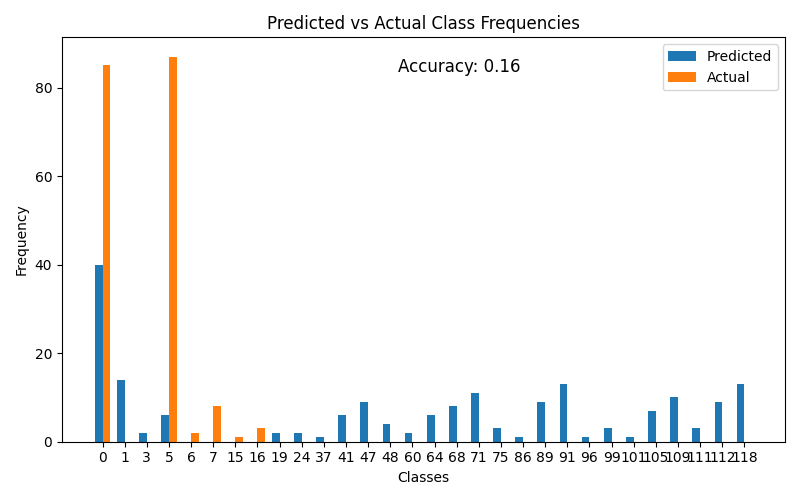 Predicted vs Actual Class Frequencies
Accuracy: 0.16
Predicted
Actual
Frequency
80
60
40
20
0
0 1 3 5 6 7 15 16 19 24 37 41 47 48 60 64 68 71 75 86 89 91 96 99 101 105 109 111 112 118
Classes